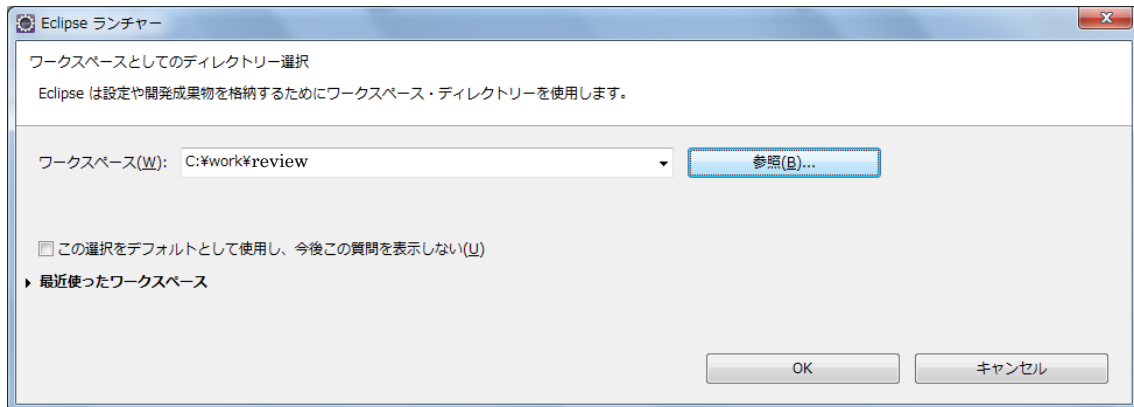 Eclipse ランチャー
ワークスペースとしてのディレクトリー選択
Eclipse は設定や開発成果物を格納するためにワークスペース・ディレクトリーを使用します。
ワークスペース(W): C:¥work¥review 参照(B)...
この選択をデフォルトとして使用し、今後この質問を表示しない(U)
最近使ったワークスペース
OK キャンセル